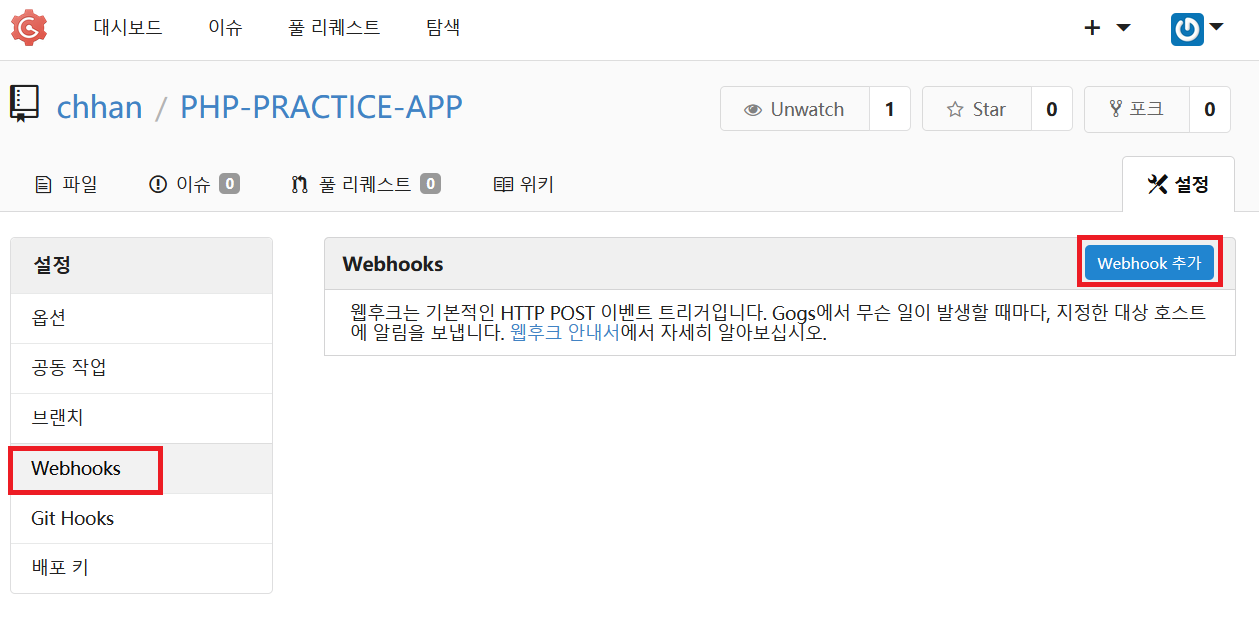 대시보드 이슈 풀 리퀘스트 탐색
chhan / PHP-PRACTICE-APP
Unwatch 1 Star 0 포크 0
파일 이슈 0 풀 리퀘스트 0 위키 설정
설정
옵션
공동 작업
브랜치
Webhooks
Git Hooks
배포 키
Webhooks Webhook 추가
웹후크는 기본적인 HTTP POST 이벤트 트리거입니다. Gogs에서 무슨 일이 발생할 때마다, 지정한 대상 호스트
에 알림을 보냅니다. 웹후크 안내서에서 자세히 알아보십시오.